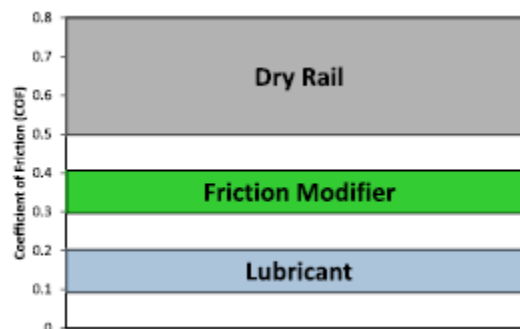 Coefficient of Friction (COF)
0.8
0.7
0.6
0.5
0.4
0.3
0.2
0.1
0
Dry Rail
Friction Modifier
Lubricant